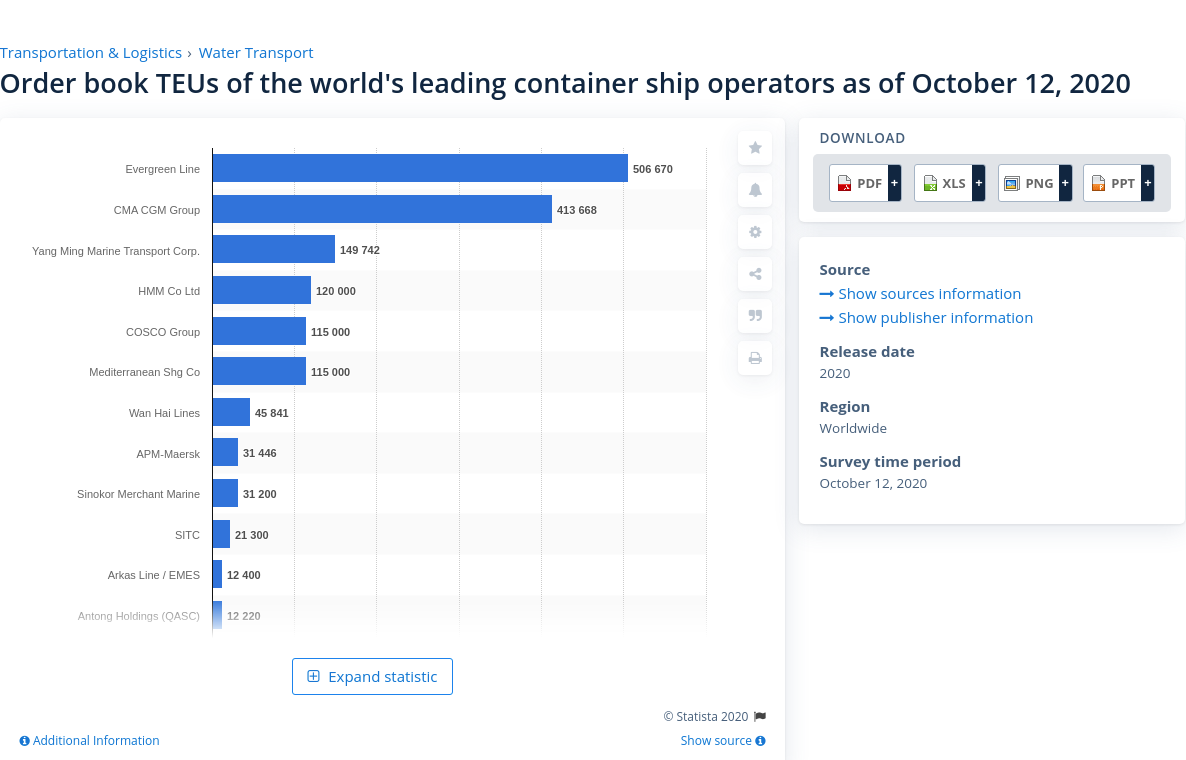 Transportation & Logistics › Water Transport
Order book TEUs of the world's leading container ship operators as of October 12, 2020
Evergreen Line 506 670
CMA CGM Group 413 668
Yang Ming Marine Transport Corp. 149 742
HMM Co Ltd 120 000
COSCO Group 115 000
Mediterranean Shg Co 115 000
Wan Hai Lines 45 841
APM-Maersk 31 446
Sinokor Merchant Marine 31 200
SITC 21 300
Arkas Line / EMES 12 400
Antong Holdings (QASC) 12 220
Expand statistic
© Statista 2020
Additional Information
Show source
DOWNLOAD
PDF + XLS + PNG + PPT +
Source
Show sources information
Show publisher information
Release date
2020
Region
Worldwide
Survey time period
October 12, 2020